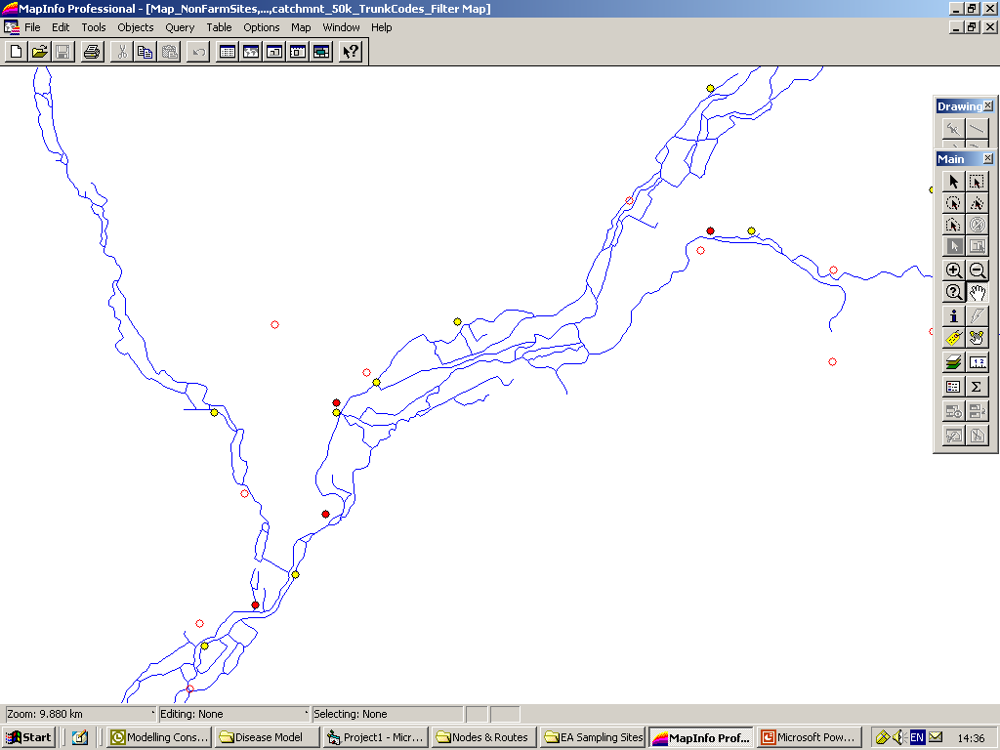 MapInfo Professional - [Map_NonFarmSites,...,catchmnt_50k_TrunkCodes_Filter Map]
File Edit Tools Objects Query Table Options Map Window Help
Drawing
Main
Zoom: 9.880 km Editing: None Selecting: None
Start Modelling Cons... Disease Model Project1 - Micr... Nodes & Routes EA Sampling Sites MapInfo Prof... Microsoft Pow... EN 14:36